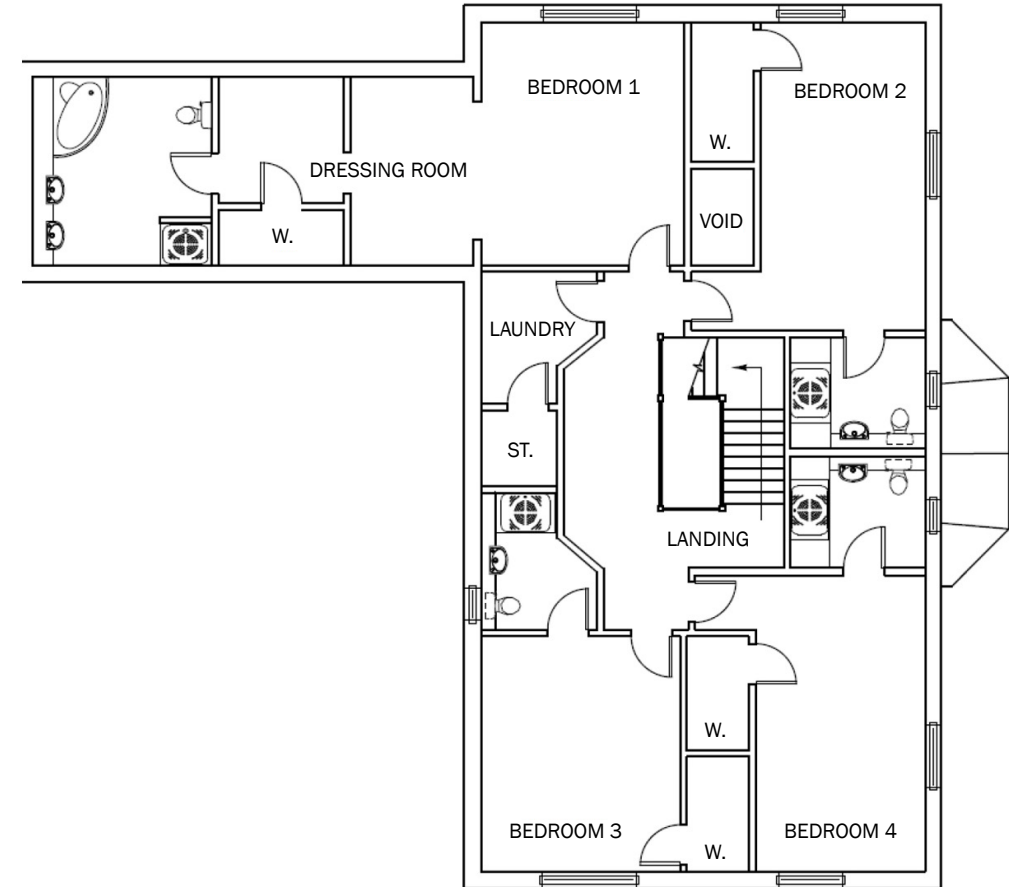 BEDROOM 1
BEDROOM 2
W.
DRESSING ROOM
VOID
W.
LAUNDRY
ST.
LANDING
W.
BEDROOM 3
BEDROOM 4
W.